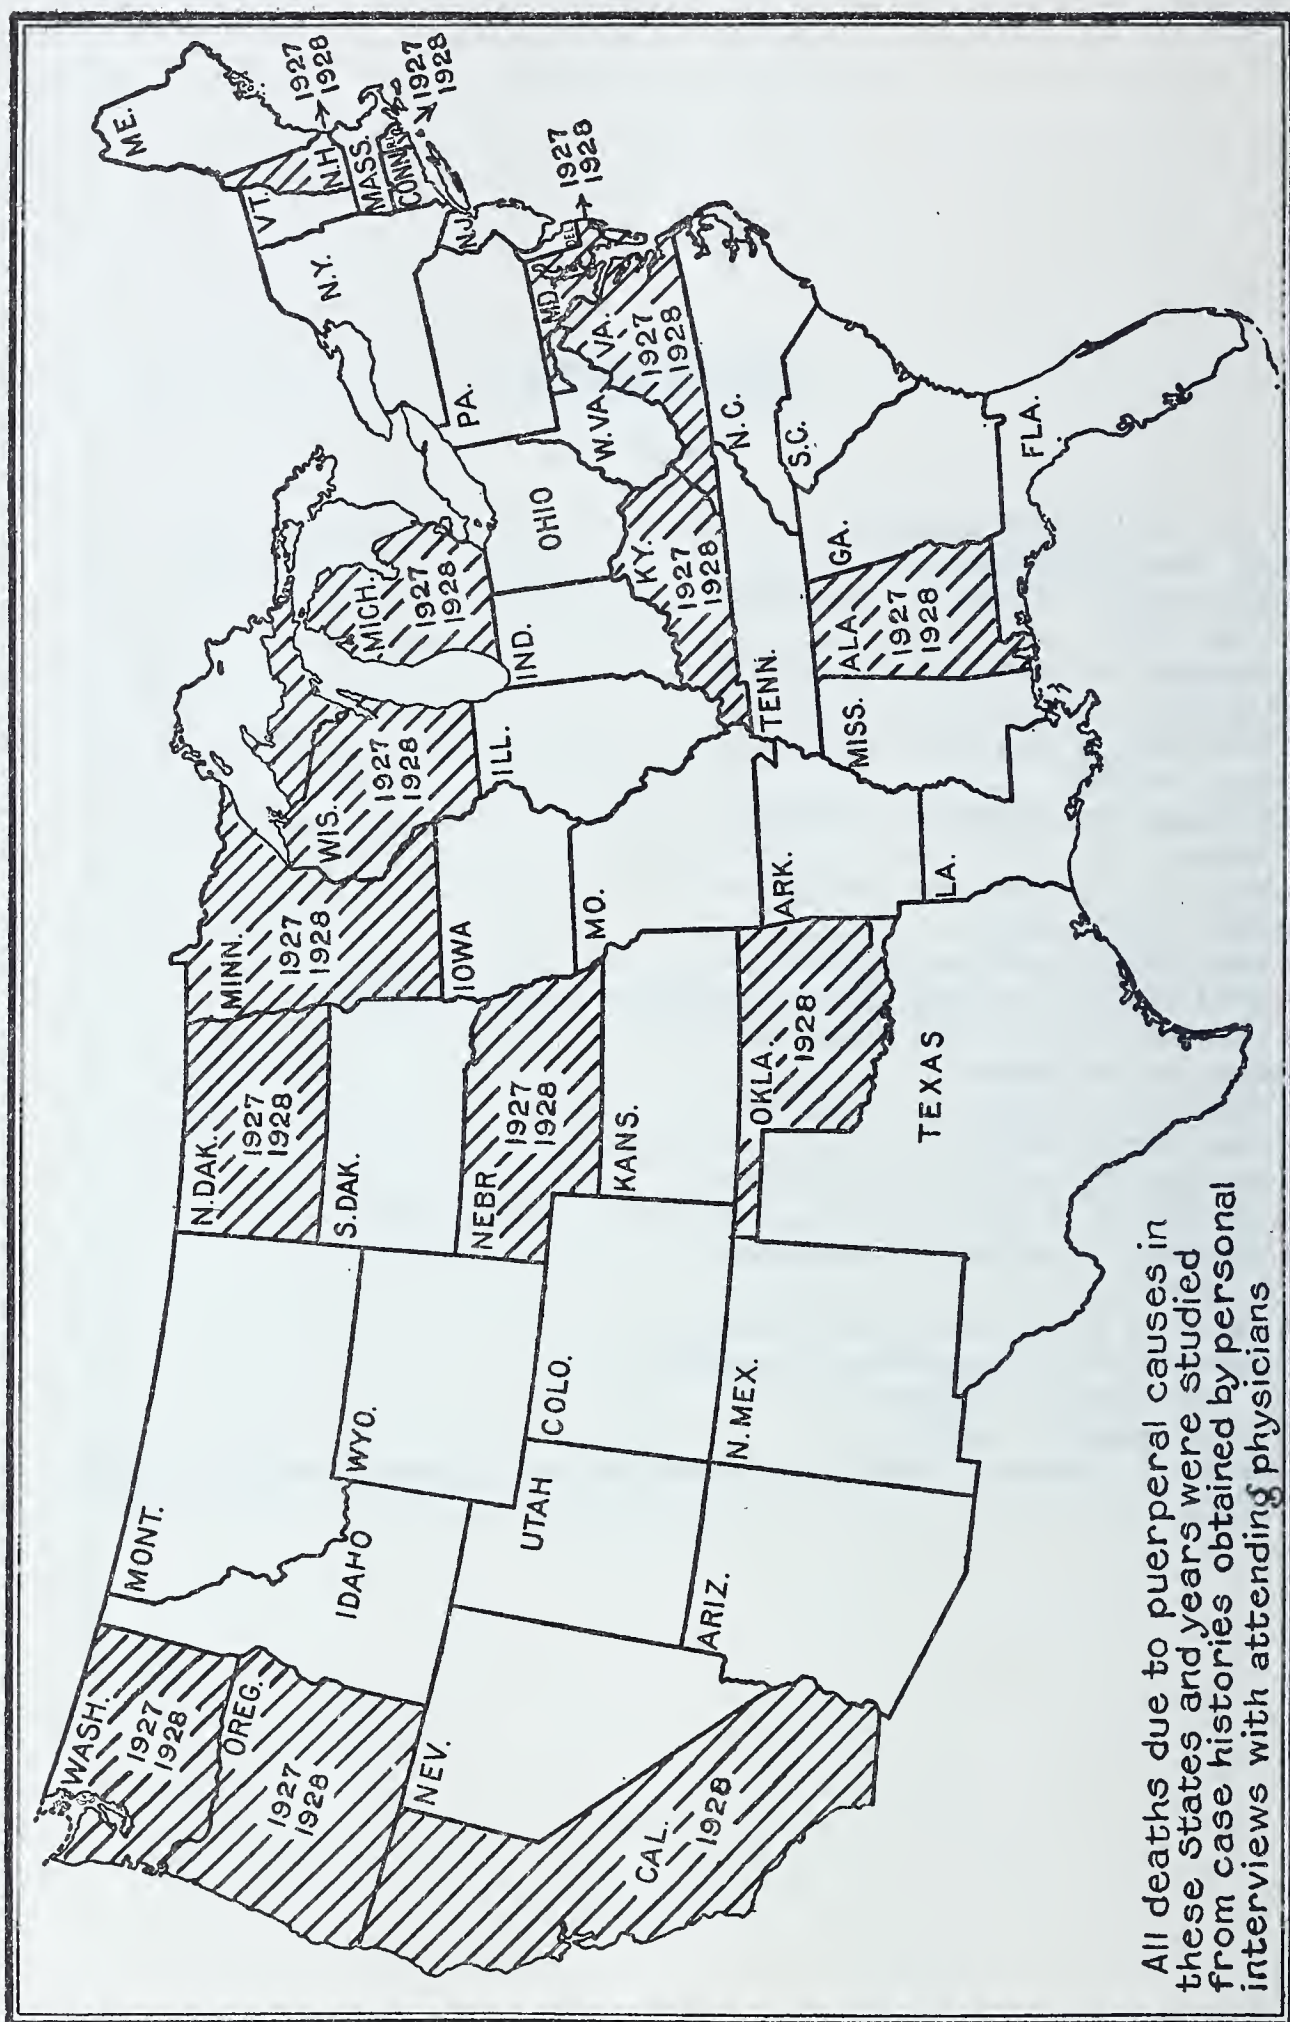 WASH.
1927
1928
OREG.
1927
1928
CAL.
1928
NEV.
IDAHO
MONT.
WYO.
UTAH
ARIZ.
COLO.
N.MEX.
N.DAK.
1927
1928
S.DAK.
NEBR.
1927
1928
KANS.
OKLA.
1928
TEXAS
MINN.
1927
1928
IOWA
MO.
ARK.
LA.
WIS.
1927
1928
ILL.
MICH.
1927
1928
IND.
OHIO
KY.
1927
1928
TENN.
MISS.
ALA.
1927
1928
GA.
FLA.
S.C.
N.C.
VA.
1927
1928
W.VA.
MD.
1927
1928
DEL.
PA.
N.J.
N.Y.
VT.
N.H.
1927
1928
ME.
MASS.
CONN.
R.I.
1927
1928
All deaths due to puerperal causes in
these States and years were studied
from case histories obtained by personal
interviews with attending physicians